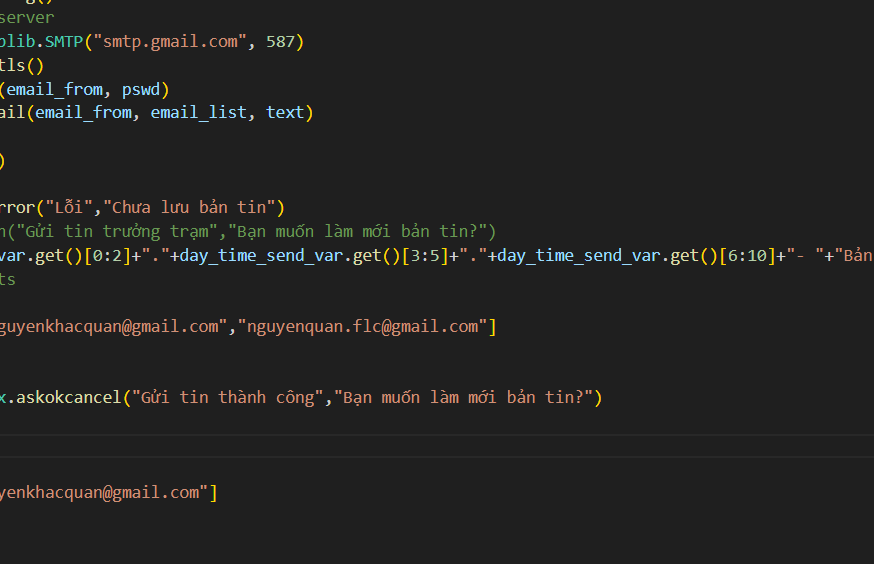 server
plib.SMTP("smtp.gmail.com", 587)
tls()
(email_from, pswd)
ail(email_from, email_list, text)
)
rror("Lỗi","Chưa lưu bản tin")
n("Gửi tin trưởng trạm","Bạn muốn làm mới bản tin?")
var.get()[0:2]+"."+day_time_send_var.get()[3:5]+"."+day_time_send_var.get()[6:10]+"- "+"Bản
ts
guyenkhacquan@gmail.com","nguyenquan.flc@gmail.com"]
x.askokcancel("Gửi tin thành công","Bạn muốn làm mới bản tin?")
yenkhacquan@gmail.com"]